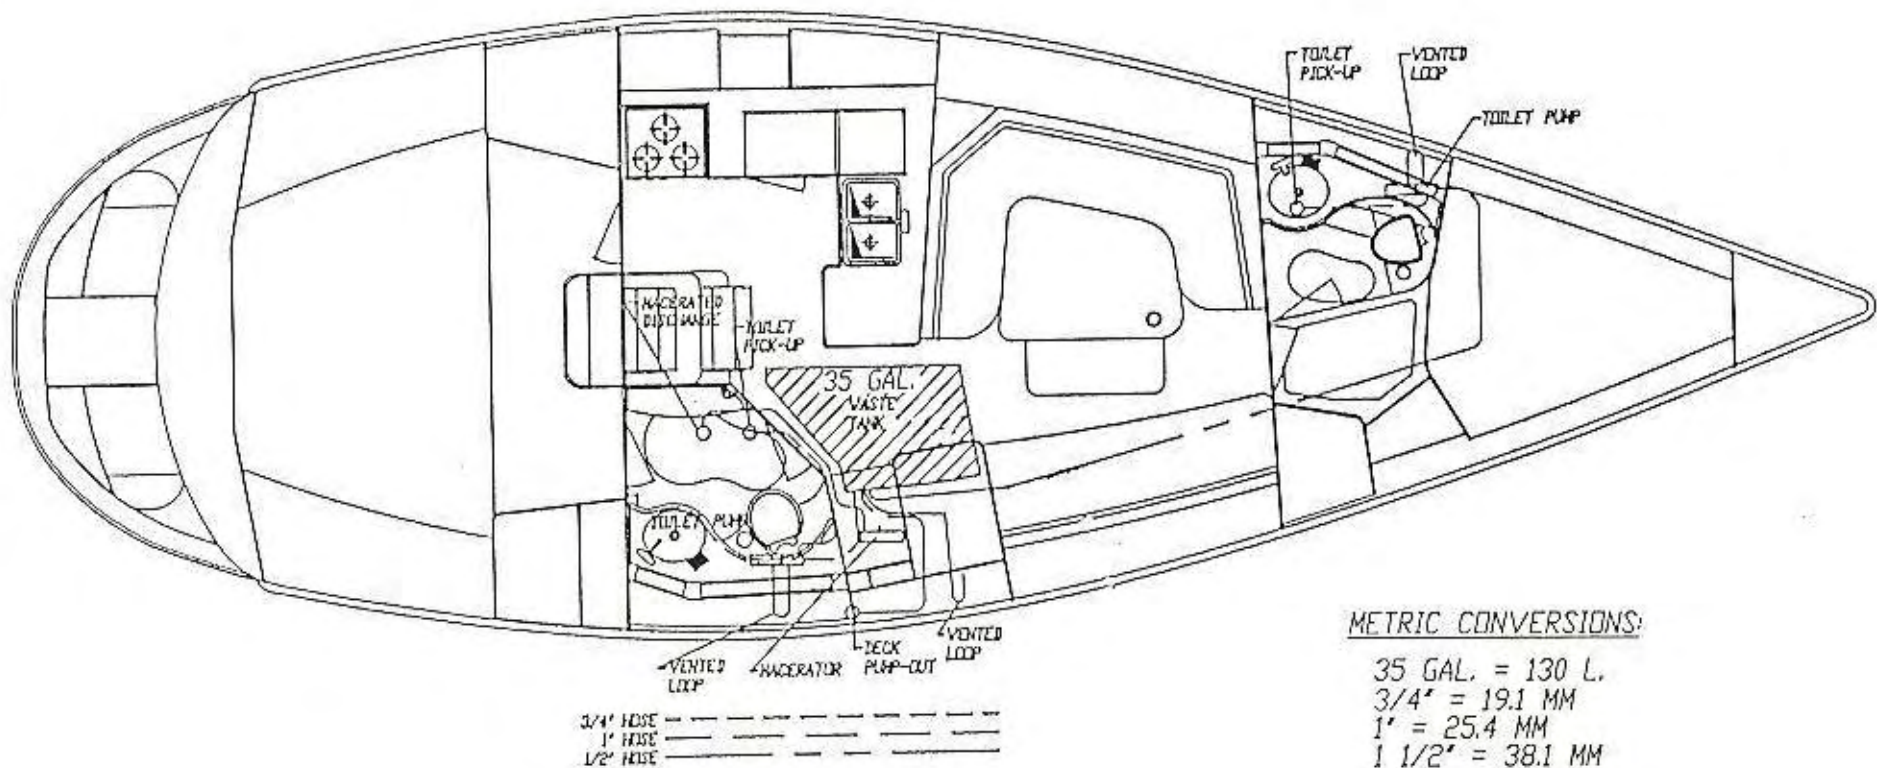 TOILET
PICK-UP
VENTED
LOOP
TOILET PUMP
MACERATED
DISCHARGE
TOILET
PICK-UP
35 GAL.
WASTE
TANK
TOILET PUMP
VENTED
LOOP
MACERATOR
DECK
PUMP-OUT
VENTED
LOOP
3/4" HOSE
1" HOSE
1/2" HOSE
METRIC CONVERSIONS:
35 GAL. = 130 L.
3/4" = 19.1 MM
1" = 25.4 MM
1 1/2" = 38.1 MM